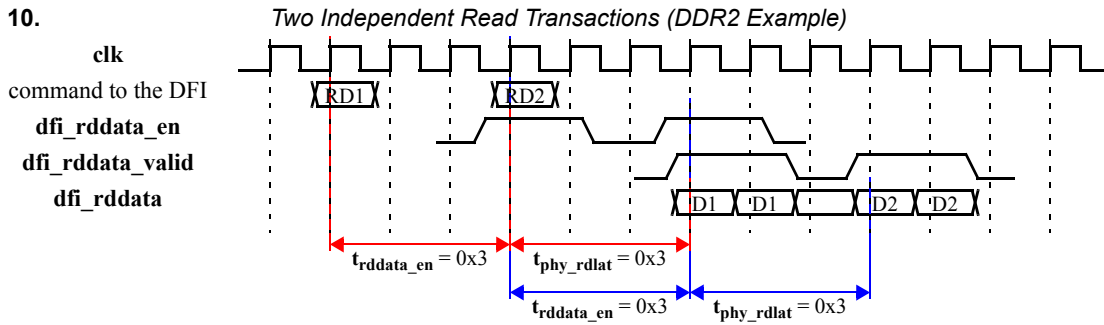 10. Two Independent Read Transactions (DDR2 Example)
clk
command to the DFI RD1 RD2
dfi_rddata_en
dfi_rddata_valid
dfi_rddata D1 D1 D2 D2
trddata_en = 0x3 tphy_rdlat = 0x3
trddata_en = 0x3 tphy_rdlat = 0x3